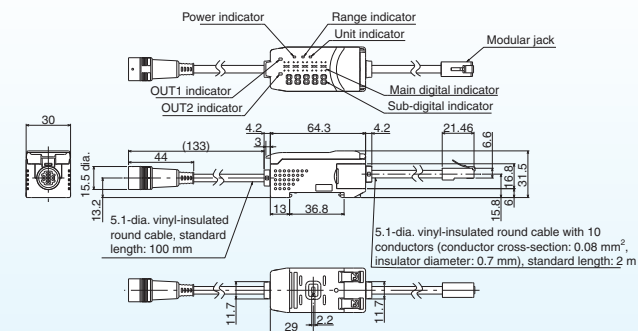 Power indicator
Range indicator
Unit indicator
Modular jack
OUT1 indicator
OUT2 indicator
Main digital indicator
Sub-digital indicator
30
(133)
44
4.2
3
64.3
4.2
21.46
6.6
15.5 dia.
13.2
13
36.8
15.8
6
16.8
31.5
5.1-dia. vinyl-insulated
round cable, standard
length: 100 mm
5.1-dia. vinyl-insulated round cable with 10
conductors (conductor cross-section: 0.08 mm²,
insulator diameter: 0.7 mm), standard length: 2 m
11.7
29
2.2
11.7